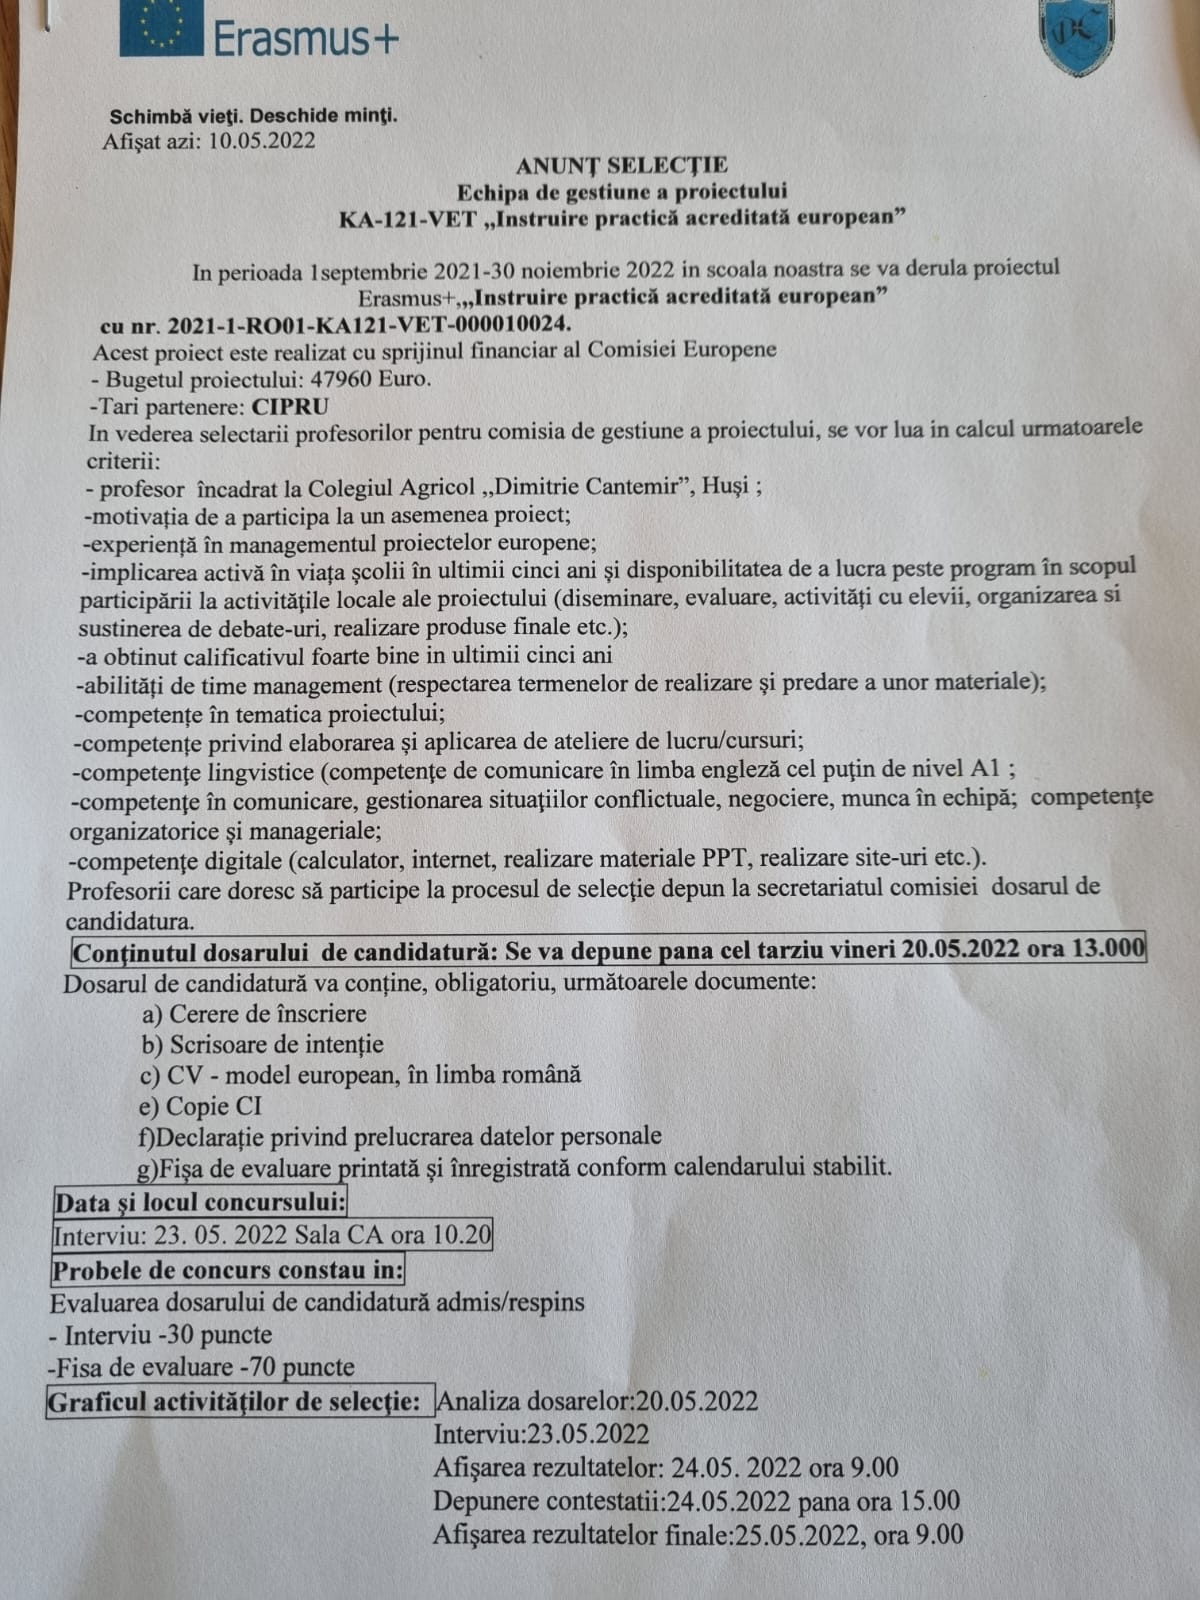 Erasmus+
DC
Schimbă vieţi. Deschide minţi.
Afişat azi: 10.05.2022
ANUNŢ SELECŢIE
Echipa de gestiune a proiectului
KA-121-VET „Instruire practică acreditată european”
In perioada 1septembrie 2021-30 noiembrie 2022 in scoala noastra se va derula proiectul
Erasmus+,„Instruire practică acreditată european”
cu nr. 2021-1-RO01-KA121-VET-000010024.
Acest proiect este realizat cu sprijinul financiar al Comisiei Europene
- Bugetul proiectului: 47960 Euro.
-Tari partenere: CIPRU
In vederea selectarii profesorilor pentru comisia de gestiune a proiectului, se vor lua in calcul urmatoarele
criterii:
- profesor încadrat la Colegiul Agricol ,,Dimitrie Cantemir”, Huşi ;
-motivația de a participa la un asemenea proiect;
-experiență în managementul proiectelor europene;
-implicarea activă în viața școlii în ultimii cinci ani și disponibilitatea de a lucra peste program în scopul
participării la activitățile locale ale proiectului (diseminare, evaluare, activități cu elevii, organizarea si
sustinerea de debate-uri, realizare produse finale etc.);
-a obtinut calificativul foarte bine in ultimii cinci ani
-abilități de time management (respectarea termenelor de realizare și predare a unor materiale);
-competențe în tematica proiectului;
-competențe privind elaborarea și aplicarea de ateliere de lucru/cursuri;
-competenţe lingvistice (competenţe de comunicare în limba engleză cel puţin de nivel A1 ;
-competenţe în comunicare, gestionarea situaţiilor conflictuale, negociere, munca în echipă; competenţe
organizatorice şi manageriale;
-competenţe digitale (calculator, internet, realizare materiale PPT, realizare site-uri etc.).
Profesorii care doresc să participe la procesul de selecţie depun la secretariatul comisiei dosarul de
candidatura.
Conţinutul dosarului de candidatură: Se va depune pana cel tarziu vineri 20.05.2022 ora 13.000
Dosarul de candidatură va conține, obligatoriu, următoarele documente:
a) Cerere de înscriere
b) Scrisoare de intenție
c) CV - model european, în limba română
e) Copie CI
f)Declarație privind prelucrarea datelor personale
g)Fișa de evaluare printată și înregistrată conform calendarului stabilit.
Data şi locul concursului:
Interviu: 23. 05. 2022 Sala CA ora 10.20
Probele de concurs constau in:
Evaluarea dosarului de candidatură admis/respins
- Interviu -30 puncte
-Fisa de evaluare -70 puncte
Graficul activităţilor de selecţie: Analiza dosarelor:20.05.2022
Interviu:23.05.2022
Afişarea rezultatelor: 24.05. 2022 ora 9.00
Depunere contestatii:24.05.2022 pana ora 15.00
Afişarea rezultatelor finale:25.05.2022, ora 9.00